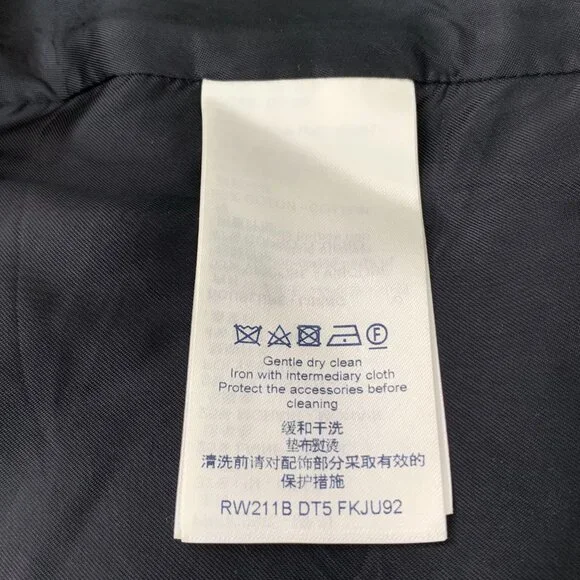 F
Gentle dry clean
Iron with intermediary cloth
Protect the accessories before
cleaning
缓和干洗
垫布熨烫
清洗前请对配饰部分采取有效的
保护措施
RW211B DT5 FKJU92